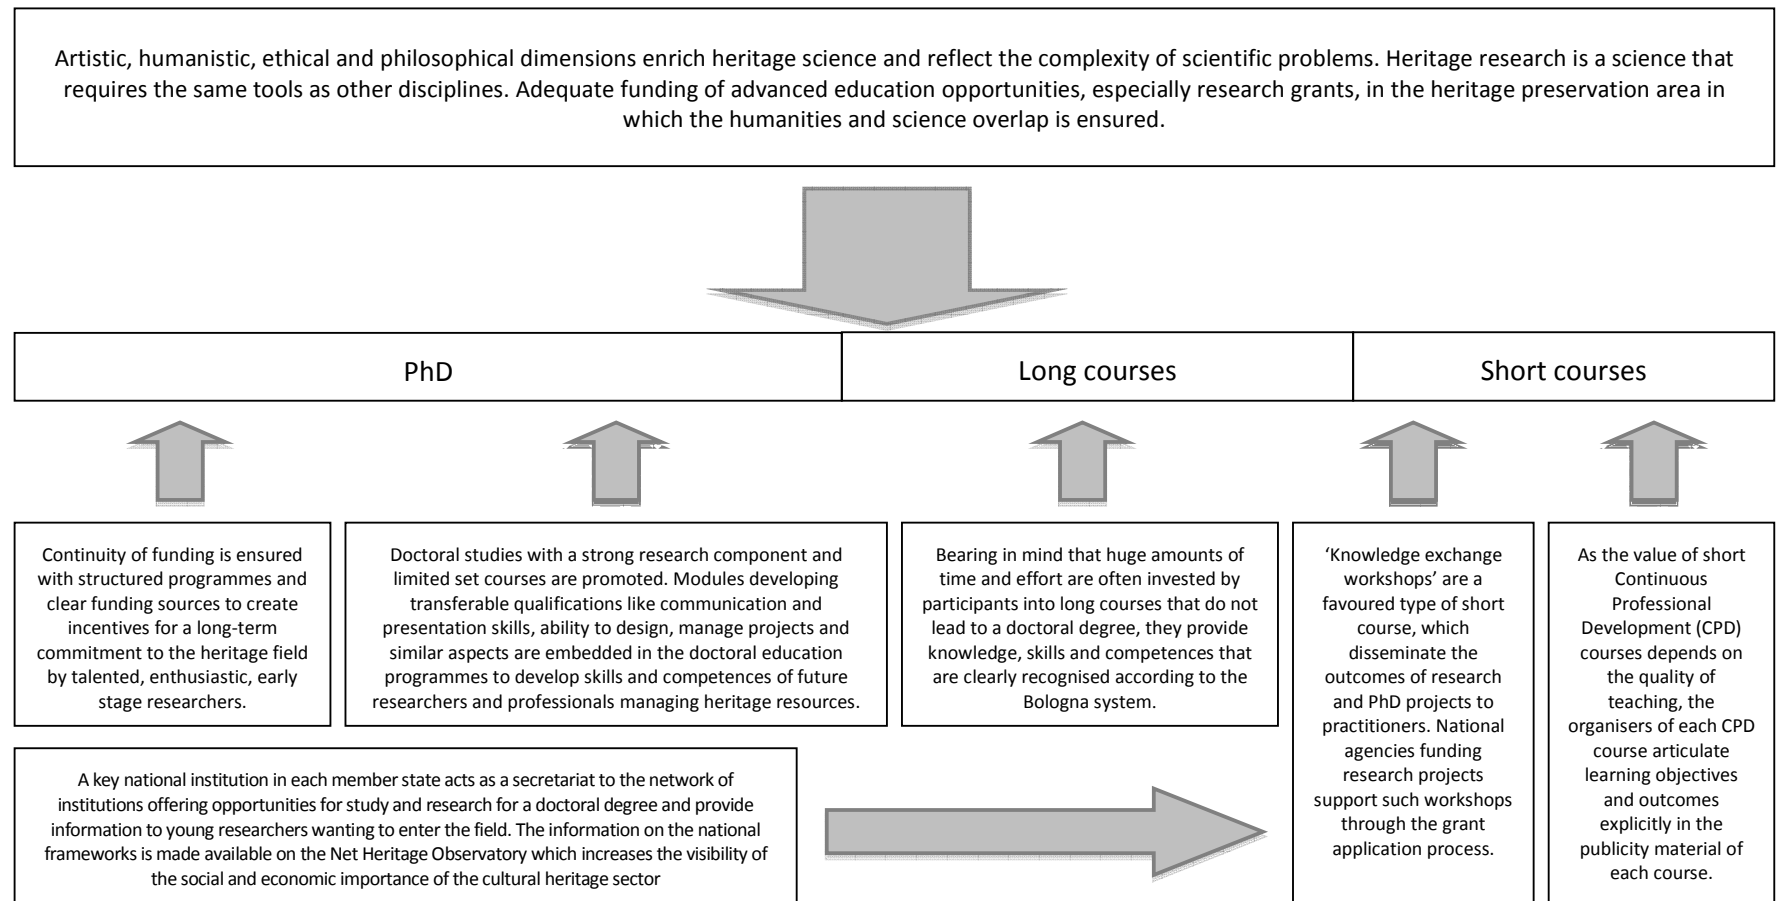 Artistic, humanistic, ethical and philosophical dimensions enrich heritage science and reflect the complexity of scientific problems. Heritage research is a science that
requires the same tools as other disciplines. Adequate funding of advanced education opportunities, especially research grants, in the heritage preservation area in
which the humanities and science overlap is ensured.
PhD
Long courses
Short courses
Continuity of funding is ensured
with structured programmes and
clear funding sources to create
incentives for a long-term
commitment to the heritage field
by talented, enthusiastic, early
stage researchers.
Doctoral studies with a strong research component and
limited set courses are promoted. Modules developing
transferable qualifications like communication and
presentation skills, ability to design, manage projects and
similar aspects are embedded in the doctoral education
programmes to develop skills and competences of future
researchers and professionals managing heritage resources.
Bearing in mind that huge amounts of
time and effort are often invested by
participants into long courses that do not
lead to a doctoral degree, they provide
knowledge, skills and competences that
are clearly recognised according to the
Bologna system.
‘Knowledge exchange
workshops’ are a
favoured type of short
course, which
disseminate the
outcomes of research
and PhD projects to
practitioners. National
agencies funding
research projects
support such workshops
through the grant
application process.
As the value of short
Continuous
Professional
Development (CPD)
courses depends on
the quality of
teaching, the
organisers of each CPD
course articulate
learning objectives
and outcomes
explicitly in the
publicity material of
each course.
A key national institution in each member state acts as a secretariat to the network of
institutions offering opportunities for study and research for a doctoral degree and provide
information to young researchers wanting to enter the field. The information on the national
frameworks is made available on the Net Heritage Observatory which increases the visibility of
the social and economic importance of the cultural heritage sector